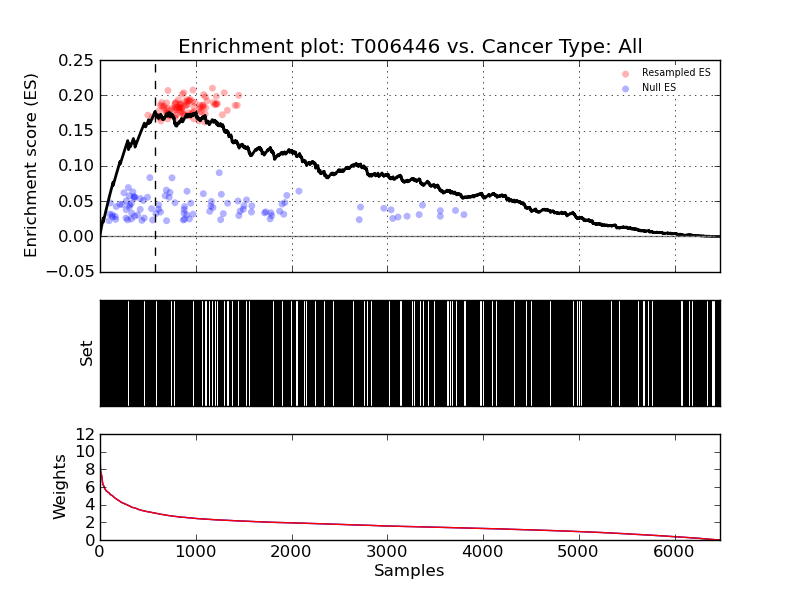 Enrichment plot: T006446 vs. Cancer Type: All
0.25
0.20
0.15
0.10
0.05
0.00
−0.05
Enrichment score (ES)
Resampled ES
Null ES
Set
12
10
8
6
4
2
0
Weights
0 1000 2000 3000 4000 5000 6000
Samples